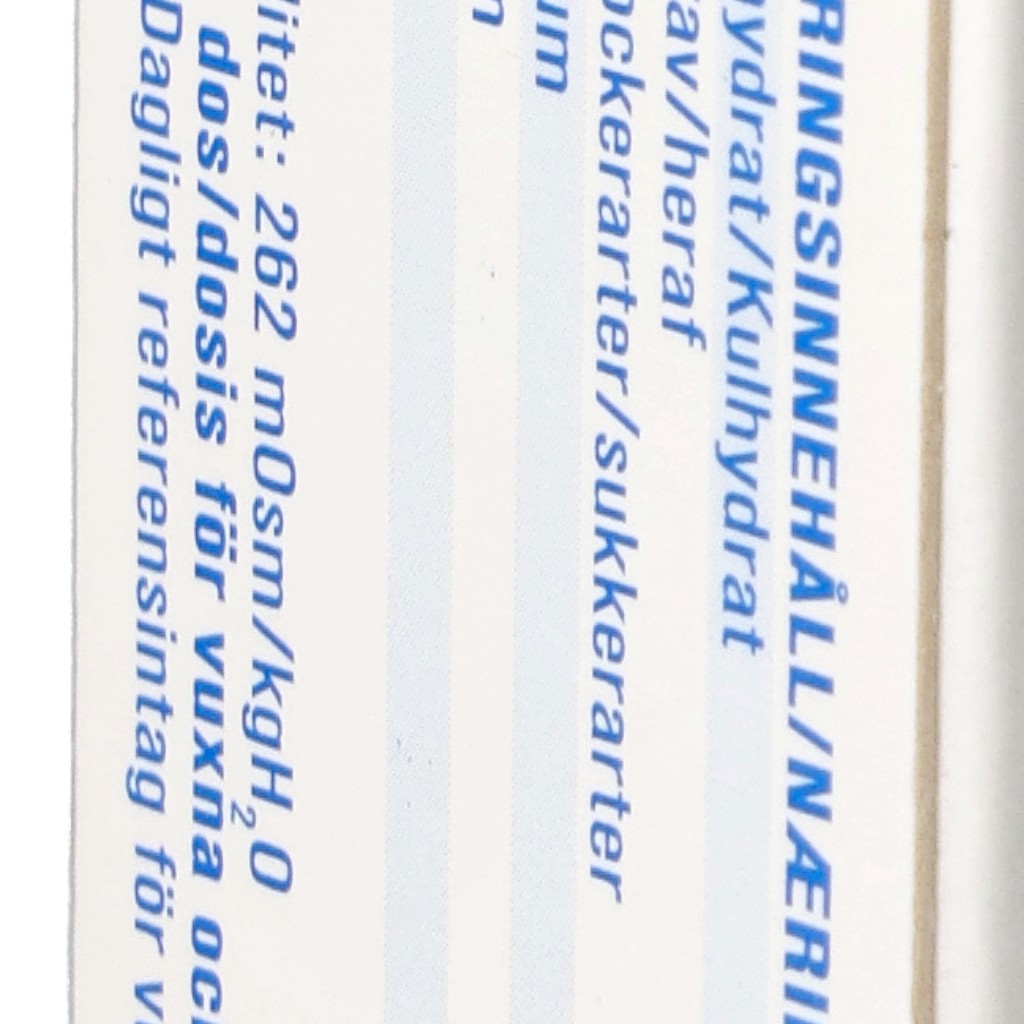 RINGSINNEHÅLL/NÆRI
ydrat/Kulhydrat
av/heraf
ockerarter/sukkerarter
um
n
litet: 262 mOsm/kgH₂O
dos/dosis för vuxna oc
Dagligt referensintag för v